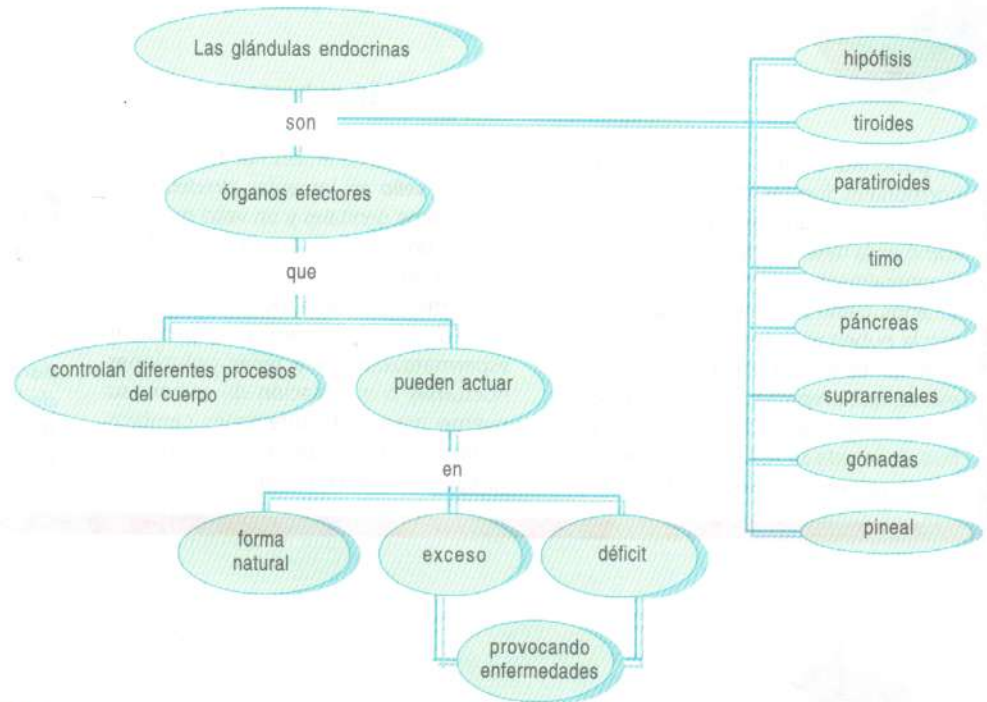 Las glándulas endocrinas
son
órganos efectores
que
controlan diferentes procesos
del cuerpo
pueden actuar
en
forma
natural
exceso
déficit
provocando
enfermedades
hipófisis
tiroides
paratiroides
timo
páncreas
suprarrenales
gónadas
pineal